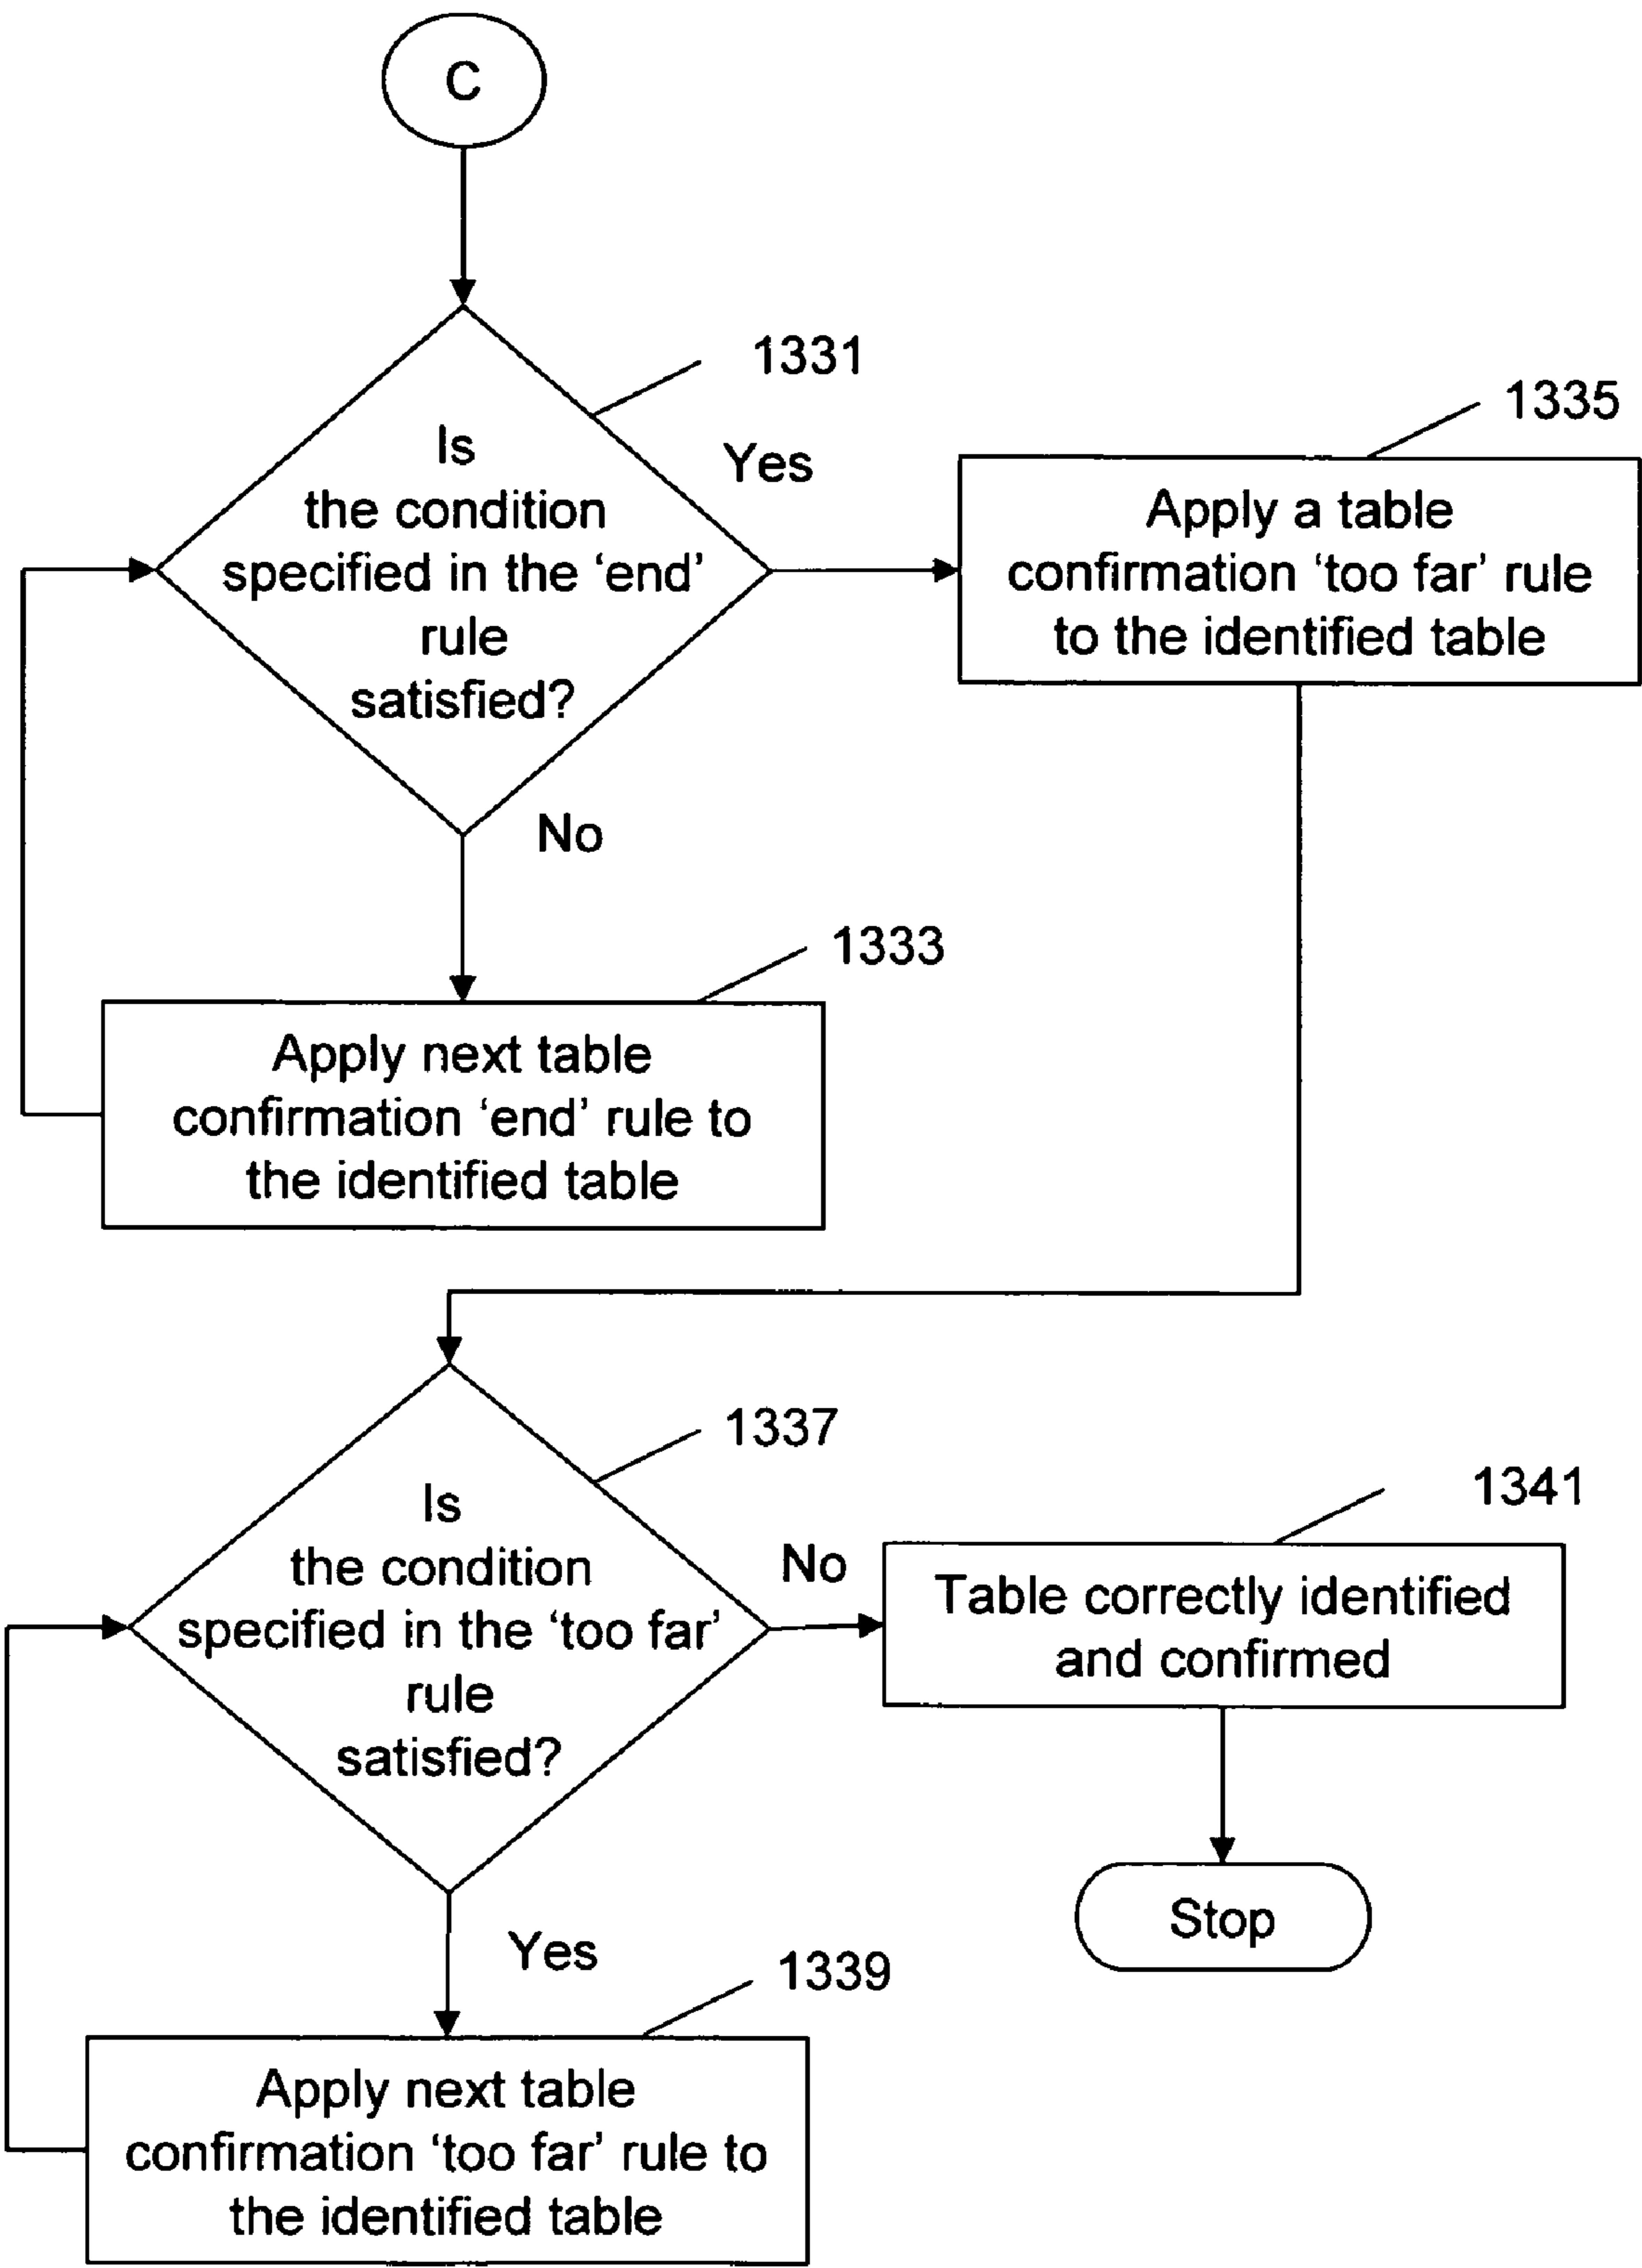 C
1331
Is
the condition
specified in the ‘end’
rule
satisfied?
Yes
1335
Apply a table
confirmation ‘too far’ rule
to the identified table
No
1333
Apply next table
confirmation ‘end’ rule to
the identified table
1337
Is
the condition
specified in the ‘too far’
rule
satisfied?
No
1341
Table correctly identified
and confirmed
Stop
Yes
1339
Apply next table
confirmation ‘too far’ rule to
the identified table